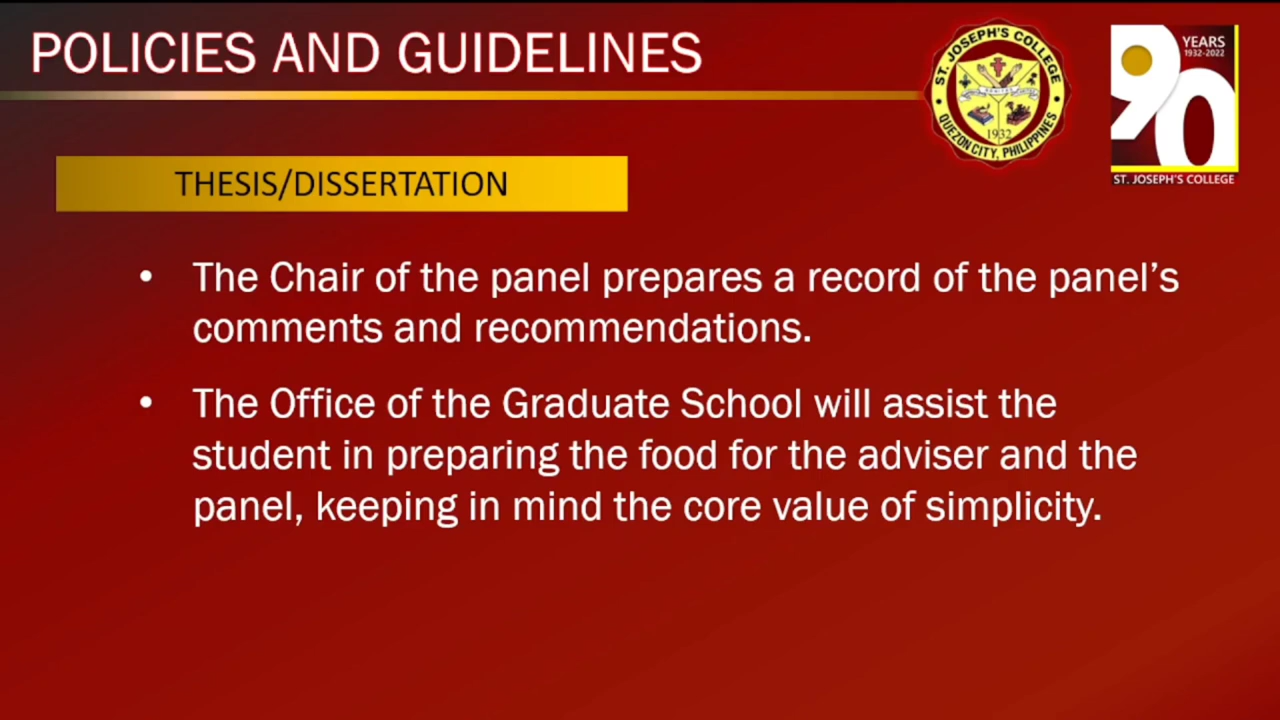 POLICIES AND GUIDELINES
ST. JOSEPH'S COLLEGE
QUEZON CITY, PHILIPPINES
1932
90
YEARS
1932-2022
ST. JOSEPH'S COLLEGE
THESIS/DISSERTATION
• The Chair of the panel prepares a record of the panel’s
comments and recommendations.
• The Office of the Graduate School will assist the
student in preparing the food for the adviser and the
panel, keeping in mind the core value of simplicity.